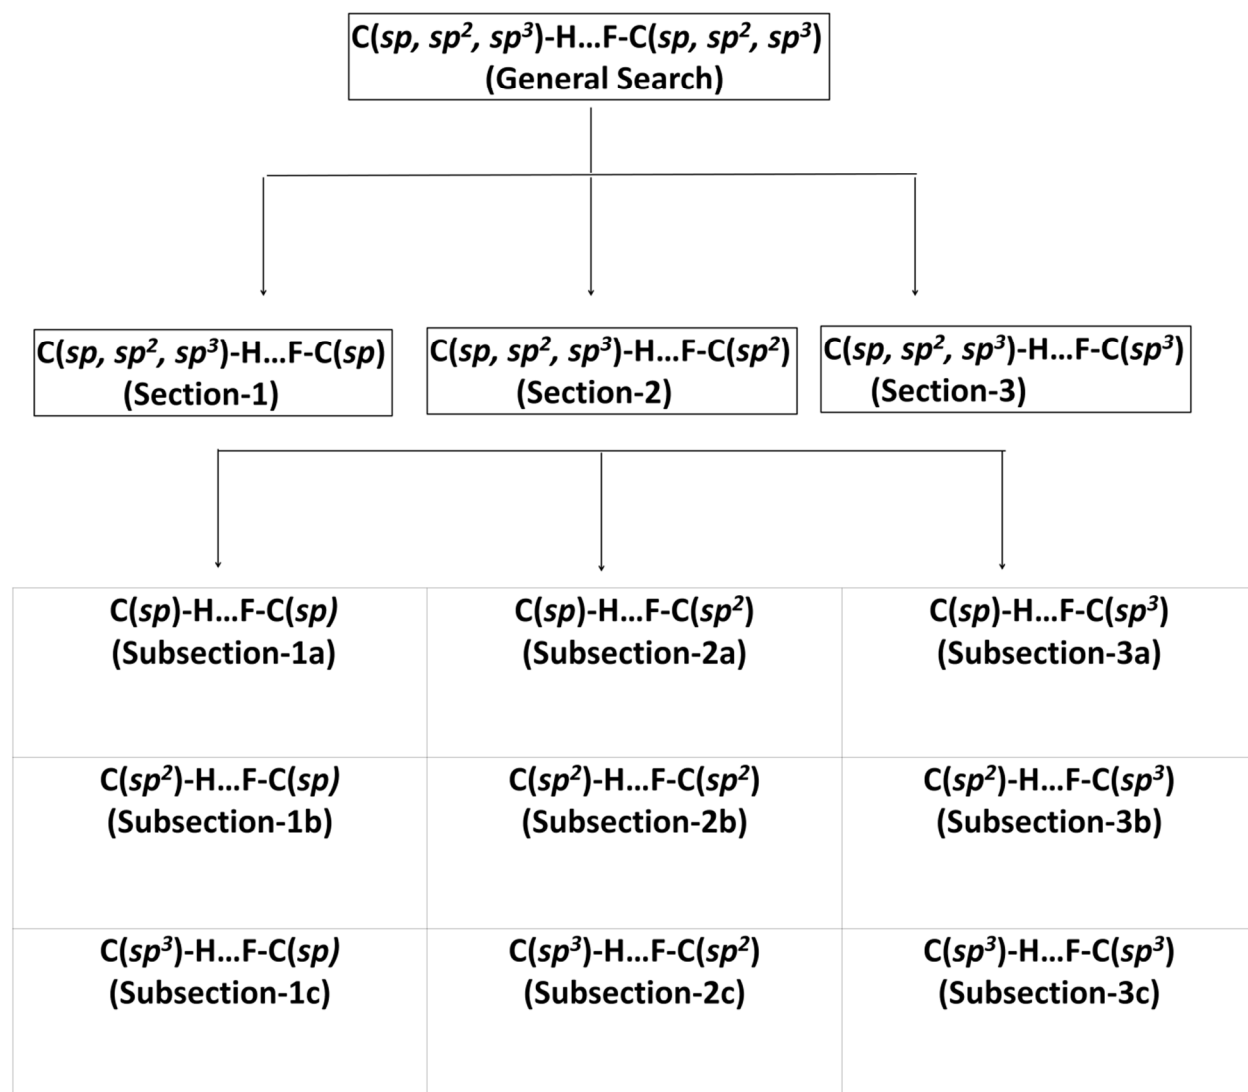 C(sp, sp², sp³)-H...F-C(sp, sp², sp³)
(General Search)
C(sp, sp², sp³)-H...F-C(sp)
(Section-1)
C(sp, sp², sp³)-H...F-C(sp²)
(Section-2)
C(sp, sp², sp³)-H...F-C(sp³)
(Section-3)
C(sp)-H...F-C(sp)
(Subsection-1a)
C(sp)-H...F-C(sp²)
(Subsection-2a)
C(sp)-H...F-C(sp³)
(Subsection-3a)
C(sp²)-H...F-C(sp)
(Subsection-1b)
C(sp²)-H...F-C(sp²)
(Subsection-2b)
C(sp²)-H...F-C(sp³)
(Subsection-3b)
C(sp³)-H...F-C(sp)
(Subsection-1c)
C(sp³)-H...F-C(sp²)
(Subsection-2c)
C(sp³)-H...F-C(sp³)
(Subsection-3c)